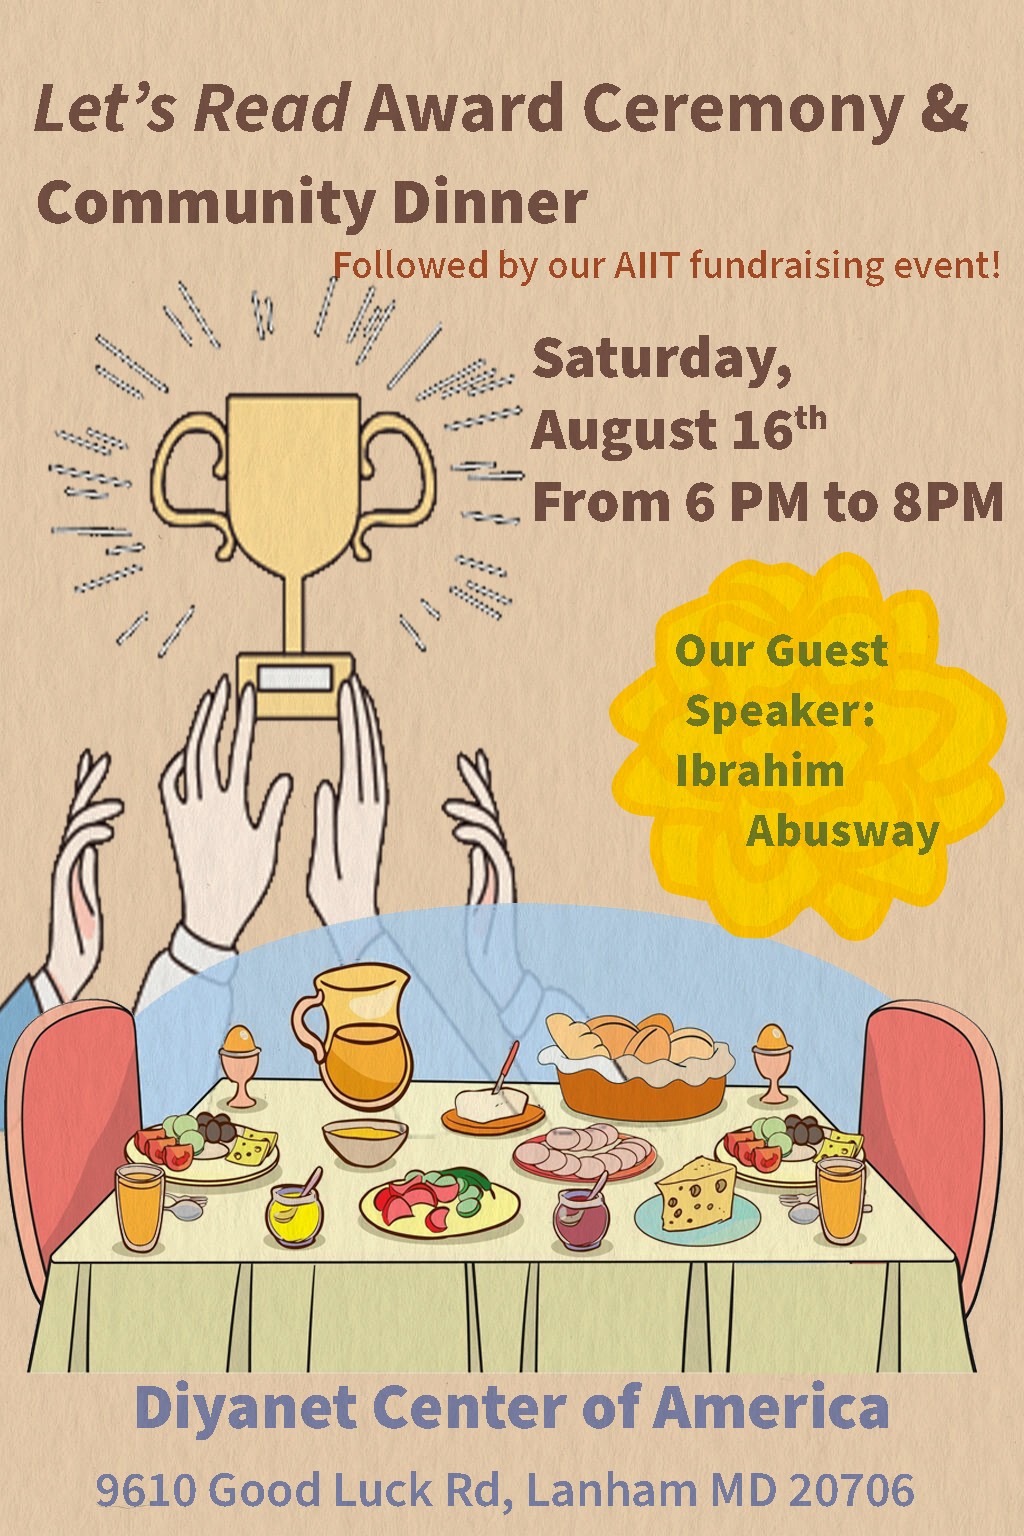 Let’s Read Award Ceremony &
Community Dinner
Followed by our AIIT fundraising event!
Saturday,
August 16th
From 6 PM to 8PM
Our Guest
Speaker:
Ibrahim
Abusway
Diyanet Center of America
9610 Good Luck Rd, Lanham MD 20706